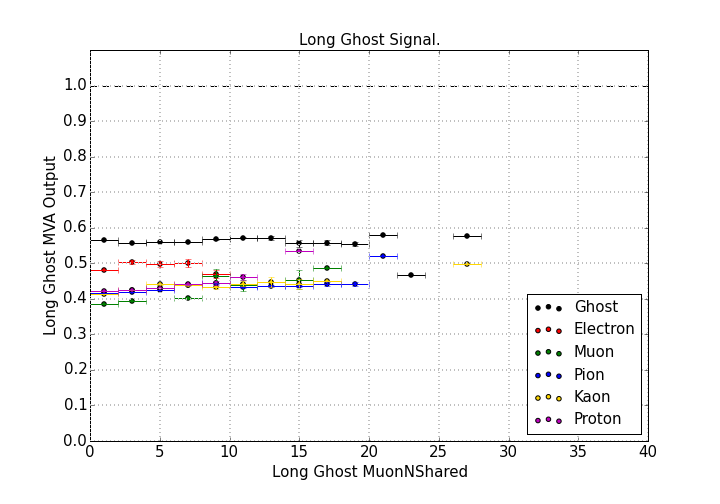 Long Ghost Signal.
Long Ghost MVA Output
1.0
0.9
0.8
0.7
0.6
0.5
0.4
0.3
0.2
0.1
0.0
Ghost
Electron
Muon
Pion
Kaon
Proton
0 5 10 15 20 25 30 35 40
Long Ghost MuonNShared